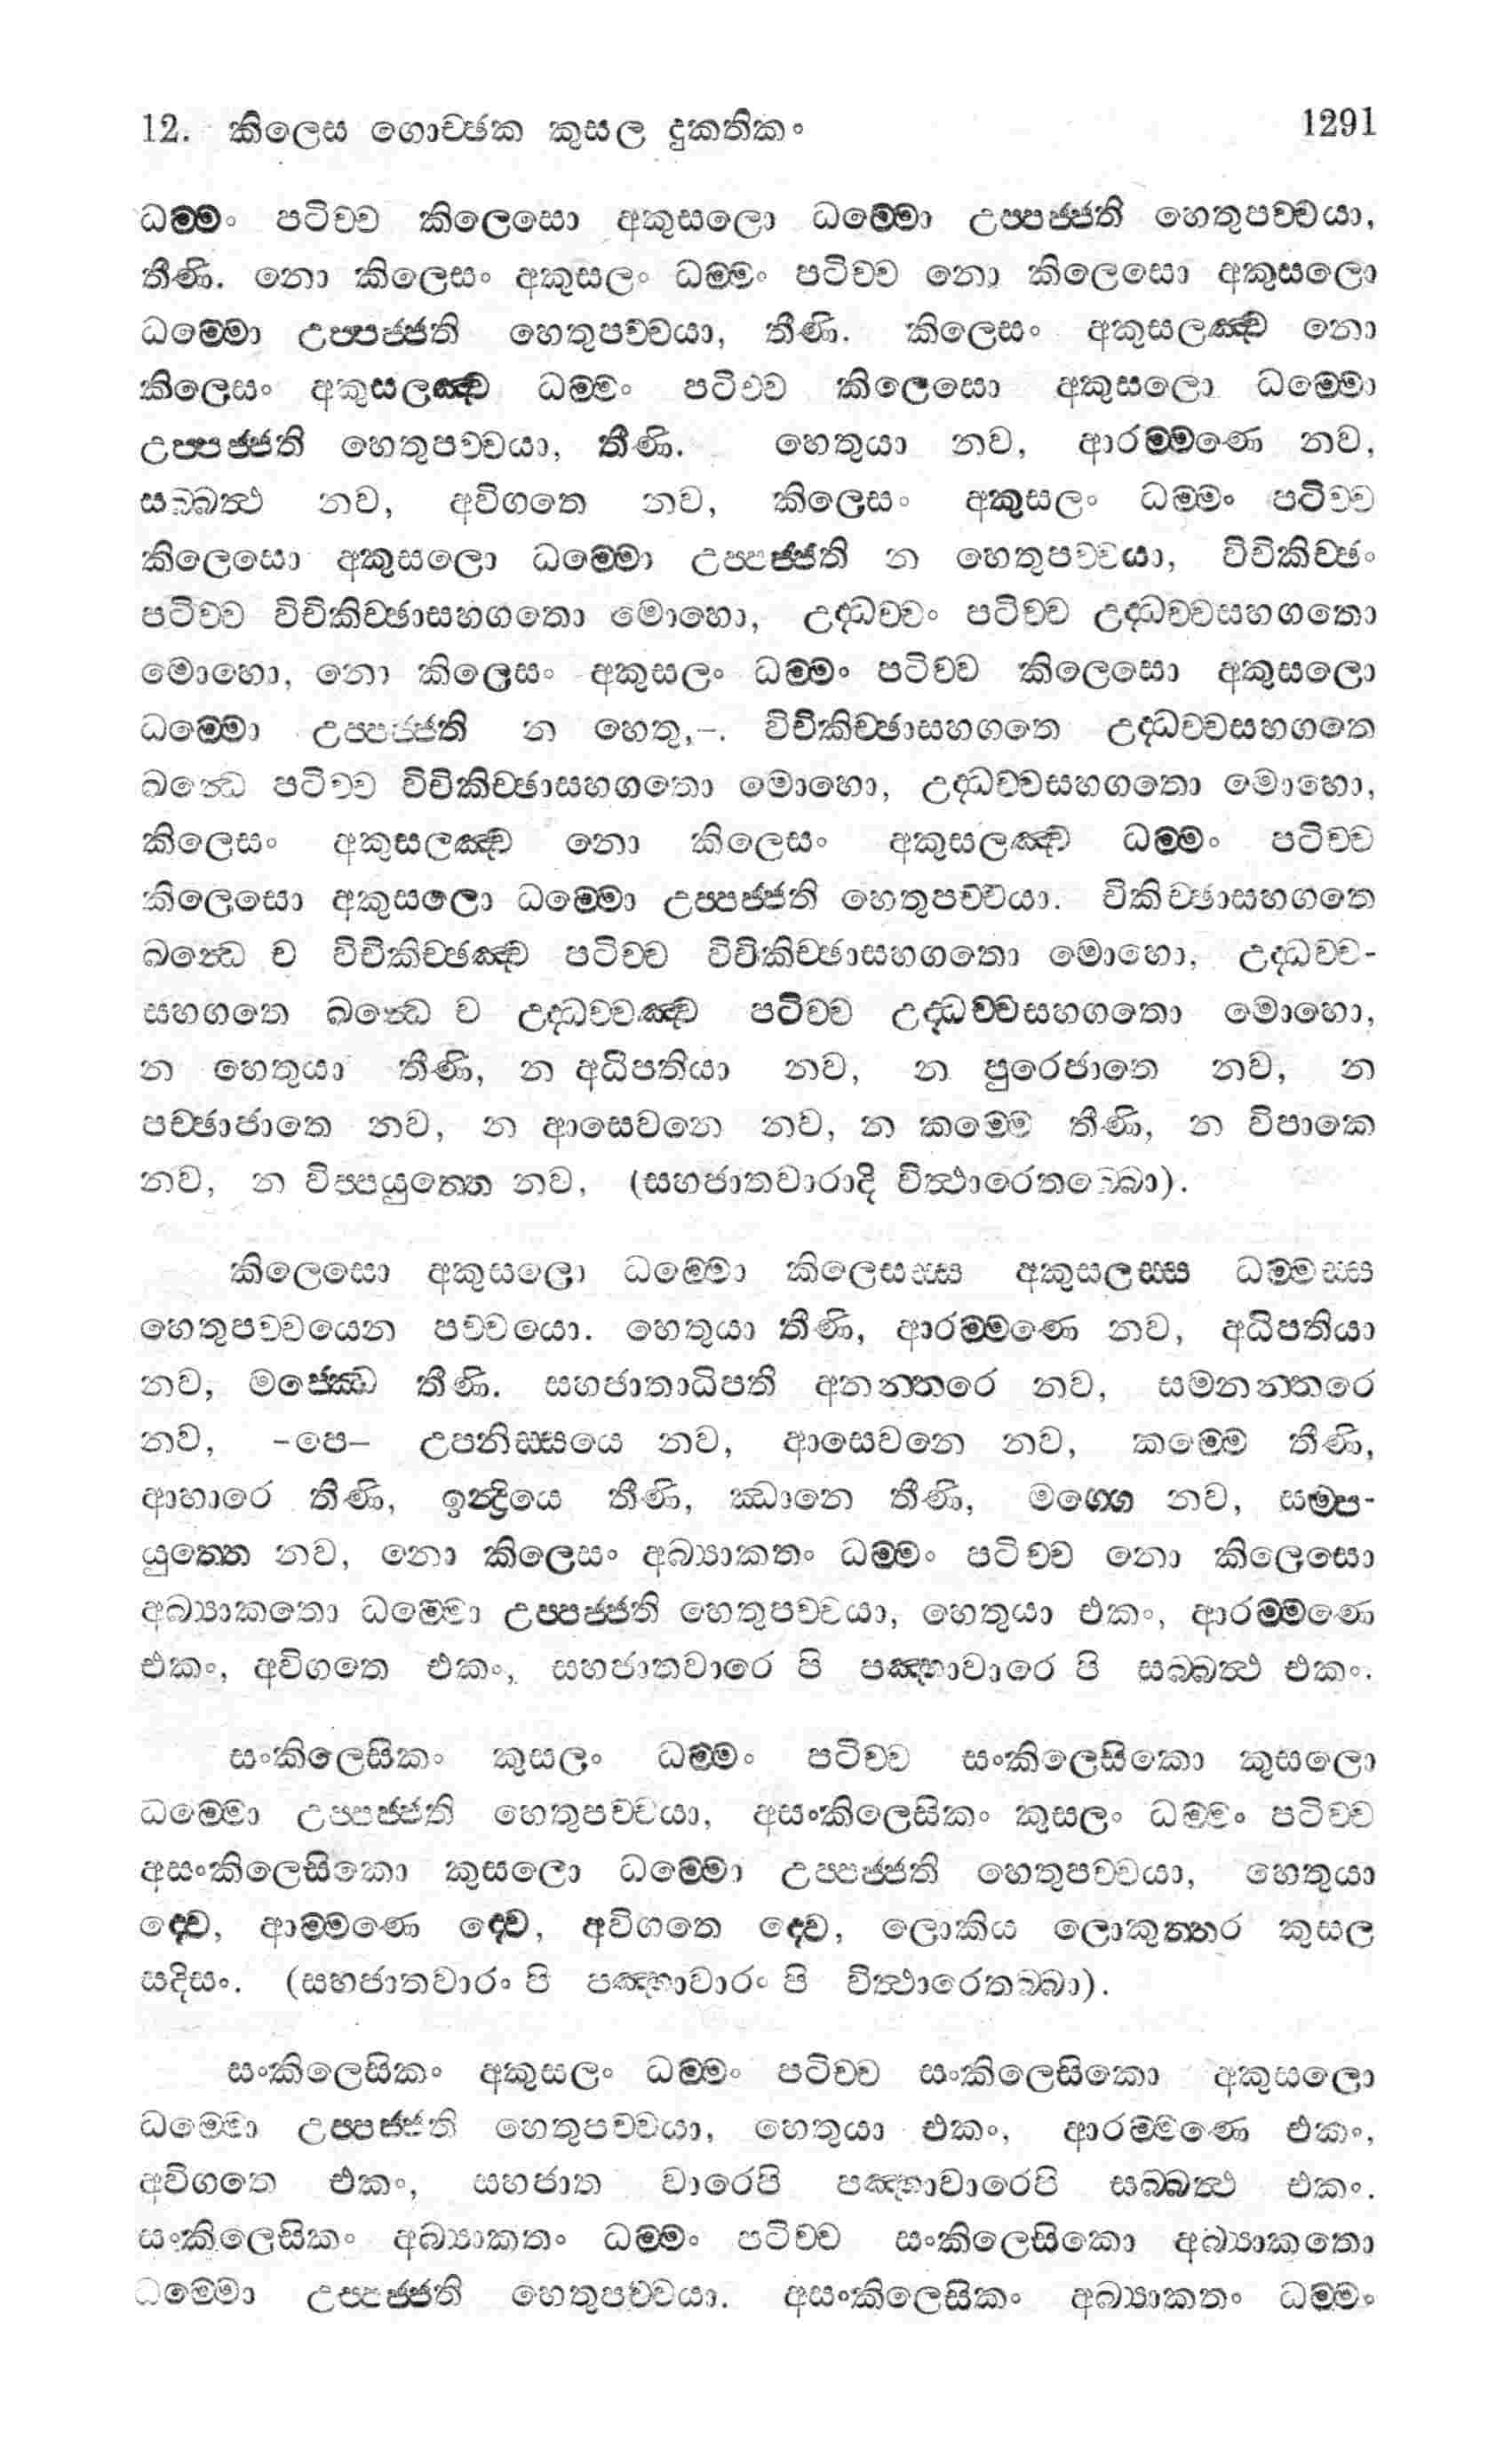 12. කිලෙස ගොච්ඡක කුසල දුකතිකං 1291
ධම්මං පටිච්ච කිලෙසො අකුසලො ධම්මො උප්පජ්ජති හෙතුපච්චයා,
තීණි. නො කිලෙසං අකුසලං ධම්මං පටිච්ච නො කිලෙසො අකුසලො
ධම්මො උප්පජ්ජති හෙතුපච්චයා, තීණි. කිලෙසං අකුසලඤ්ච නො
කිලෙසං අකුසලඤ්ච ධම්මං පටිච්ච කිලෙසො අකුසලො ධම්මො
උප්පජ්ජති හෙතුපච්චයා, තීණි. හෙතුයා නව, ආරම්මණෙ නව,
සබ්බත්ථ නව, අවිගතෙ නව, කිලෙසං අකුසලං ධම්මං පටිච්ච
කිලෙසො අකුසලො ධම්මො උප්පජ්ජති න හෙතුපච්චයා, විචිකිච්ඡං
පටිච්ච විචිකිච්ඡාසහගතො මොහො, උද්ධච්චං පටිච්ච උද්ධච්චසහගතො
මොහො, නො කිලෙසං අකුසලං ධම්මං පටිච්ච කිලෙසො අකුසලො
ධම්මො උප්පජ්ජති න හෙතු,–. විචිකිච්ඡාසහගතෙ උද්ධච්චසහගතෙ
ඛන්ධෙ පටිච්ච විචිකිච්ඡාසහගතො මොහො, උද්ධච්චසහගතො මොහො,
කිලෙසං අකුසලඤ්ච නො කිලෙසං අකුසලඤ්ච ධම්මං පටිච්ච
කිලෙසො අකුසලො ධම්මො උප්පජ්ජති හෙතුපච්චයා. විකිච්ඡාසහගතෙ
ඛන්ධෙ ච විචිකිච්ඡඤ්ච පටිච්ච විචිකිච්ඡාසහගතො මොහො, උද්ධච්ච-
සහගතෙ ඛන්ධෙ ච උද්ධච්චඤ්ච පටිච්ච උද්ධච්චසහගතො මොහො,
න හෙතුයා තීණි, න අධිපතියා නව, න පුරෙජාතෙ නව, න
පච්ඡාජාතෙ නව, න ආසෙවනෙ නව, න කම්මෙ තීණි, න විපාකෙ
නව, න විප්පයුත්තෙ නව, (සහජාතවාරාදි විත්ථාරෙතබ්බා).
කිලෙසො අකුසලො ධම්මො කිලෙසස්ස අකුසලස්ස ධම්මස්ස
හෙතුපච්චයෙන පච්චයො. හෙතුයා තීණි, ආරම්මණෙ නව, අධිපතියා
නව, මජ්ඣෙ තීණි. සහජාතාධිපතී අනන්තරෙ නව, සමනන්තරෙ
නව, –පෙ– උපනිස්සයෙ නව, ආසෙවනෙ නව, කම්මෙ තීණි,
ආහාරෙ තීණි, ඉන්ද්‍රියෙ තීණි, ඣානෙ තීණි, මග්ගෙ නව, සම්ප-
යුත්තෙ නව, නො කිලෙසං අබ්‍යාකතං ධම්මං පටිච්ච නො කිලෙසො
අබ්‍යාකතො ධම්මො උප්පජ්ජති හෙතුපච්චයා, හෙතුයා එකං, ආරම්මණෙ
එකං, අවිගතෙ එකං, සහජාතවාරෙ පි පඤ්හාවාරෙ පි සබ්බත්ථ එකං.
සංකිලෙසිකං කුසලං ධම්මං පටිච්ච සංකිලෙසිකො කුසලො
ධම්මො උප්පජ්ජති හෙතුපච්චයා, අසංකිලෙසිකං කුසලං ධම්මං පටිච්ච
අසංකිලෙසිකො කුසලො ධම්මො උප්පජ්ජති හෙතුපච්චයා, හෙතුයා
ද්වෙ, ආම්මණෙ ද්වෙ, අවිගතෙ ද්වෙ, ලොකිය ලොකුත්තර කුසල
සදිසං. (සහජාතවාරං පි පඤ්හාවාරං පි විත්ථාරෙතබ්බා).
සංකිලෙසිකං අකුසලං ධම්මං පටිච්ච සංකිලෙසිකො අකුසලො
ධම්මො උප්පජ්ජති හෙතුපච්චයා, හෙතුයා එකං, ආරම්මණෙ එකං,
අවිගතෙ එකං, සහජාත වාරෙපි පඤ්හාවාරෙපි සබ්බත්ථ එකං.
සංකිලෙසිකං අබ්‍යාකතං ධම්මං පටිච්ච සංකිලෙසිකො අබ්‍යාකතො
ධම්මො උප්පජ්ජති හෙතුපච්චයා. අසංකිලෙසිකං අබ්‍යාකතං ධම්මං